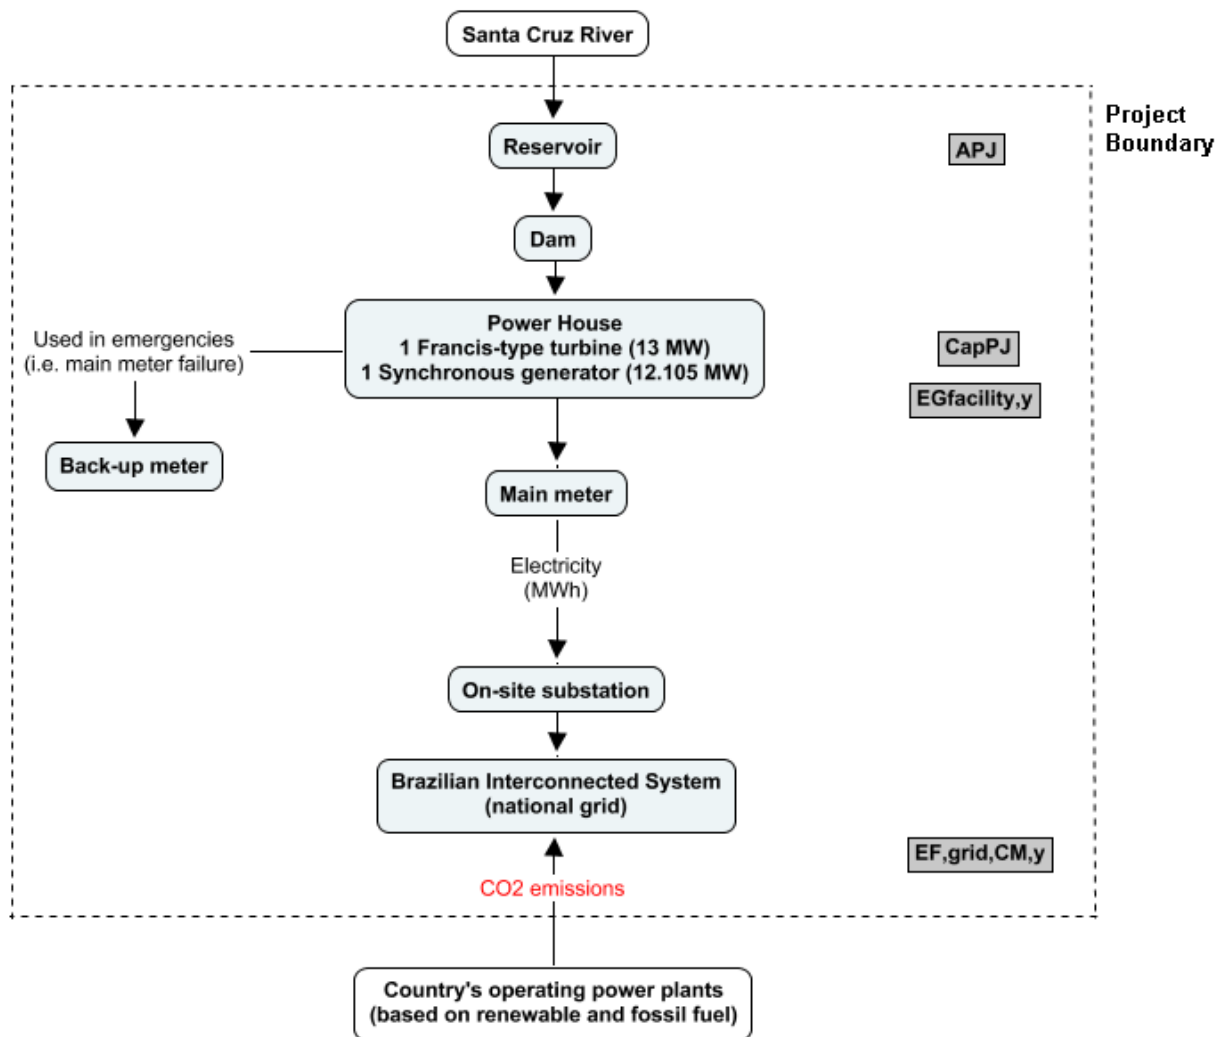 Santa Cruz River
Project
Boundary
Reservoir
APJ
Dam
Power House
1 Francis-type turbine (13 MW)
1 Synchronous generator (12.105 MW)
Used in emergencies
(i.e. main meter failure)
CapPJ
EGfacility,y
Back-up meter
Main meter
Electricity
(MWh)
On-site substation
Brazilian Interconnected System
(national grid)
EF,grid,CM,y
CO2 emissions
Country's operating power plants
(based on renewable and fossil fuel)